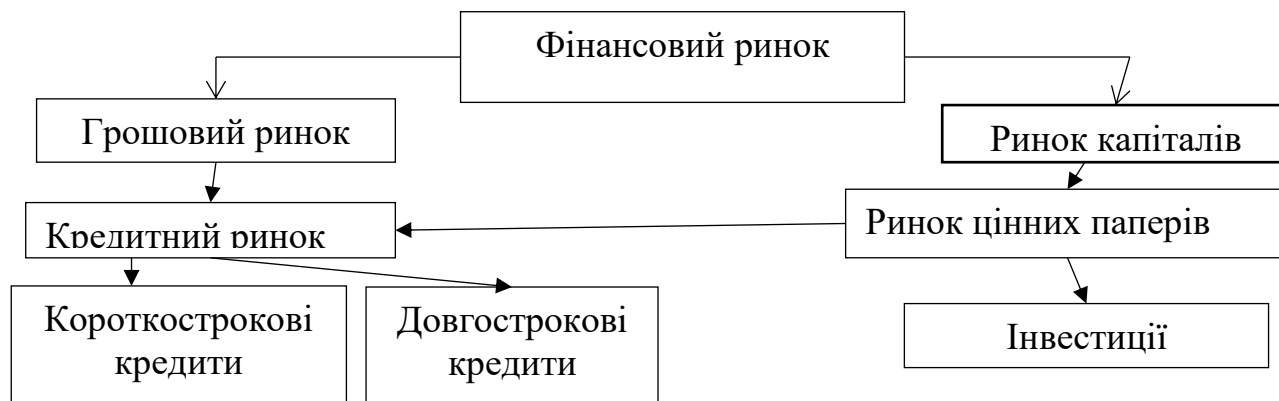 Фінансовий ринок
Грошовий ринок
Ринок капіталів
Кредитний ринок
Ринок цінних паперів
Короткострокові
кредити
Довгострокові
кредити
Інвестиції